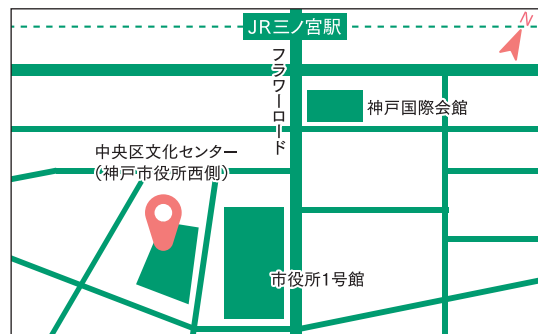 JR三ノ宮駅
N
フラワーロード
神戸国際会館
中央区文化センター
(神戸市役所西側)
市役所1号館